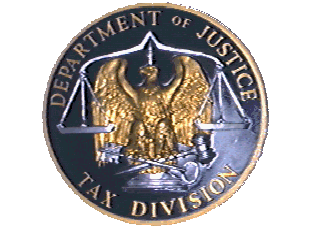 DEPARTMENT OF JUSTICE
TAX DIVISION